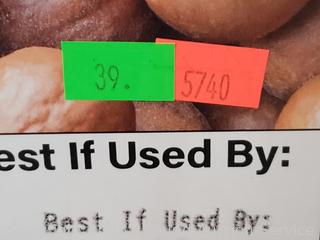 39. 5740
est If Used By:
Best If Used By: